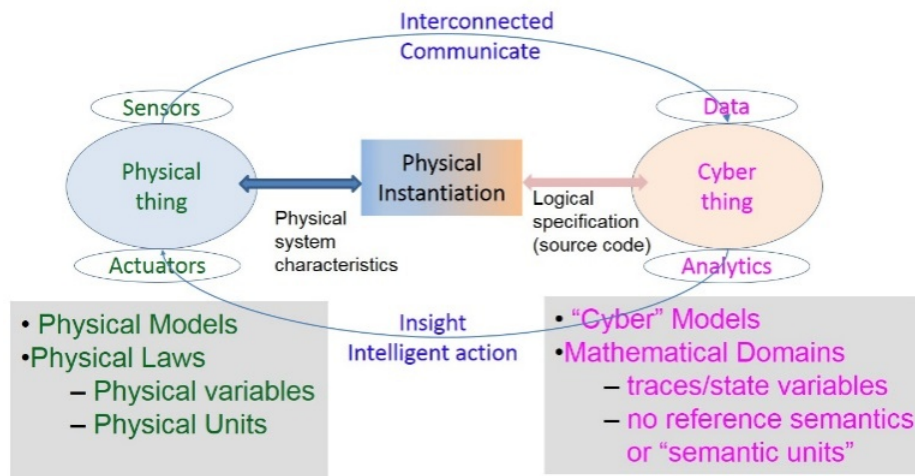 Interconnected
Communicate
Sensors
Data
Physical
thing
Physical
Instantiation
Cyber
thing
Physical
system
characteristics
Logical
specification
(source code)
Actuators
Analytics
Insight
Intelligent action
• Physical Models
•Physical Laws
– Physical variables
– Physical Units
• “Cyber” Models
•Mathematical Domains
– traces/state variables
– no reference semantics
or “semantic units”